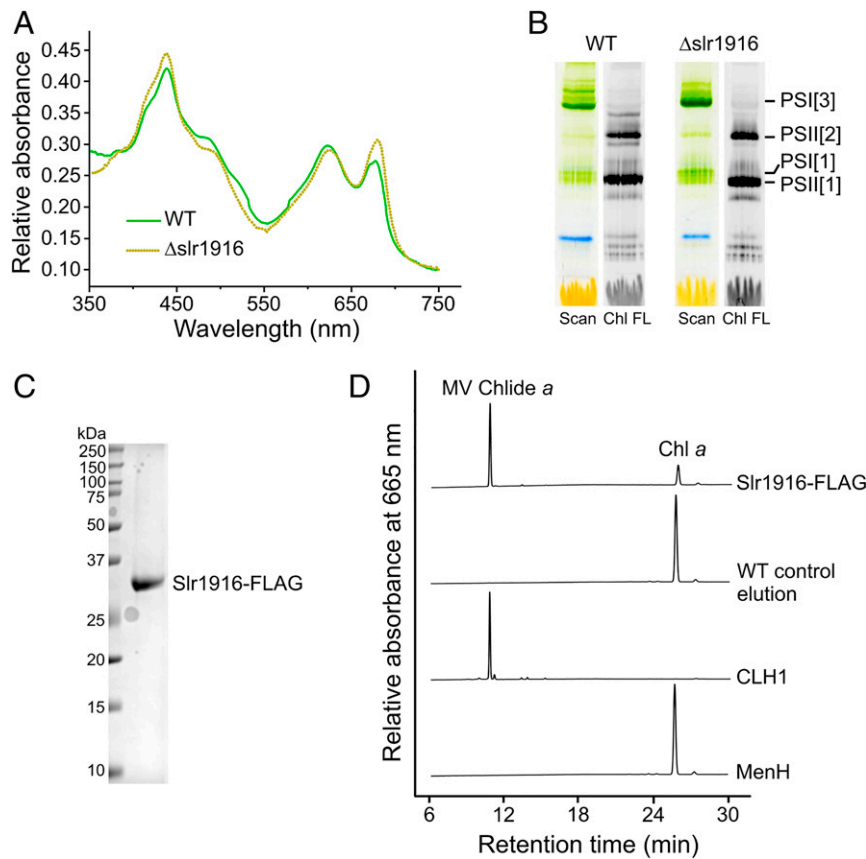 A
Relative absorbance
0.45
0.40
0.35
0.30
0.25
0.20
0.15
0.10
WT
Δslr1916
350 450 550 650 750
Wavelength (nm)
B
WT Δslr1916
PSI[3]
PSII[2]
PSI[1]
PSII[1]
Scan Chl FL Scan Chl FL
C
kDa
250
150
100
75
50
37
25
20
15
10
Slr1916-FLAG
D
Relative absorbance at 665 nm
MV Chlide a
Chl a
Slr1916-FLAG
WT control
elution
CLH1
MenH
6 12 18 24 30
Retention time (min)